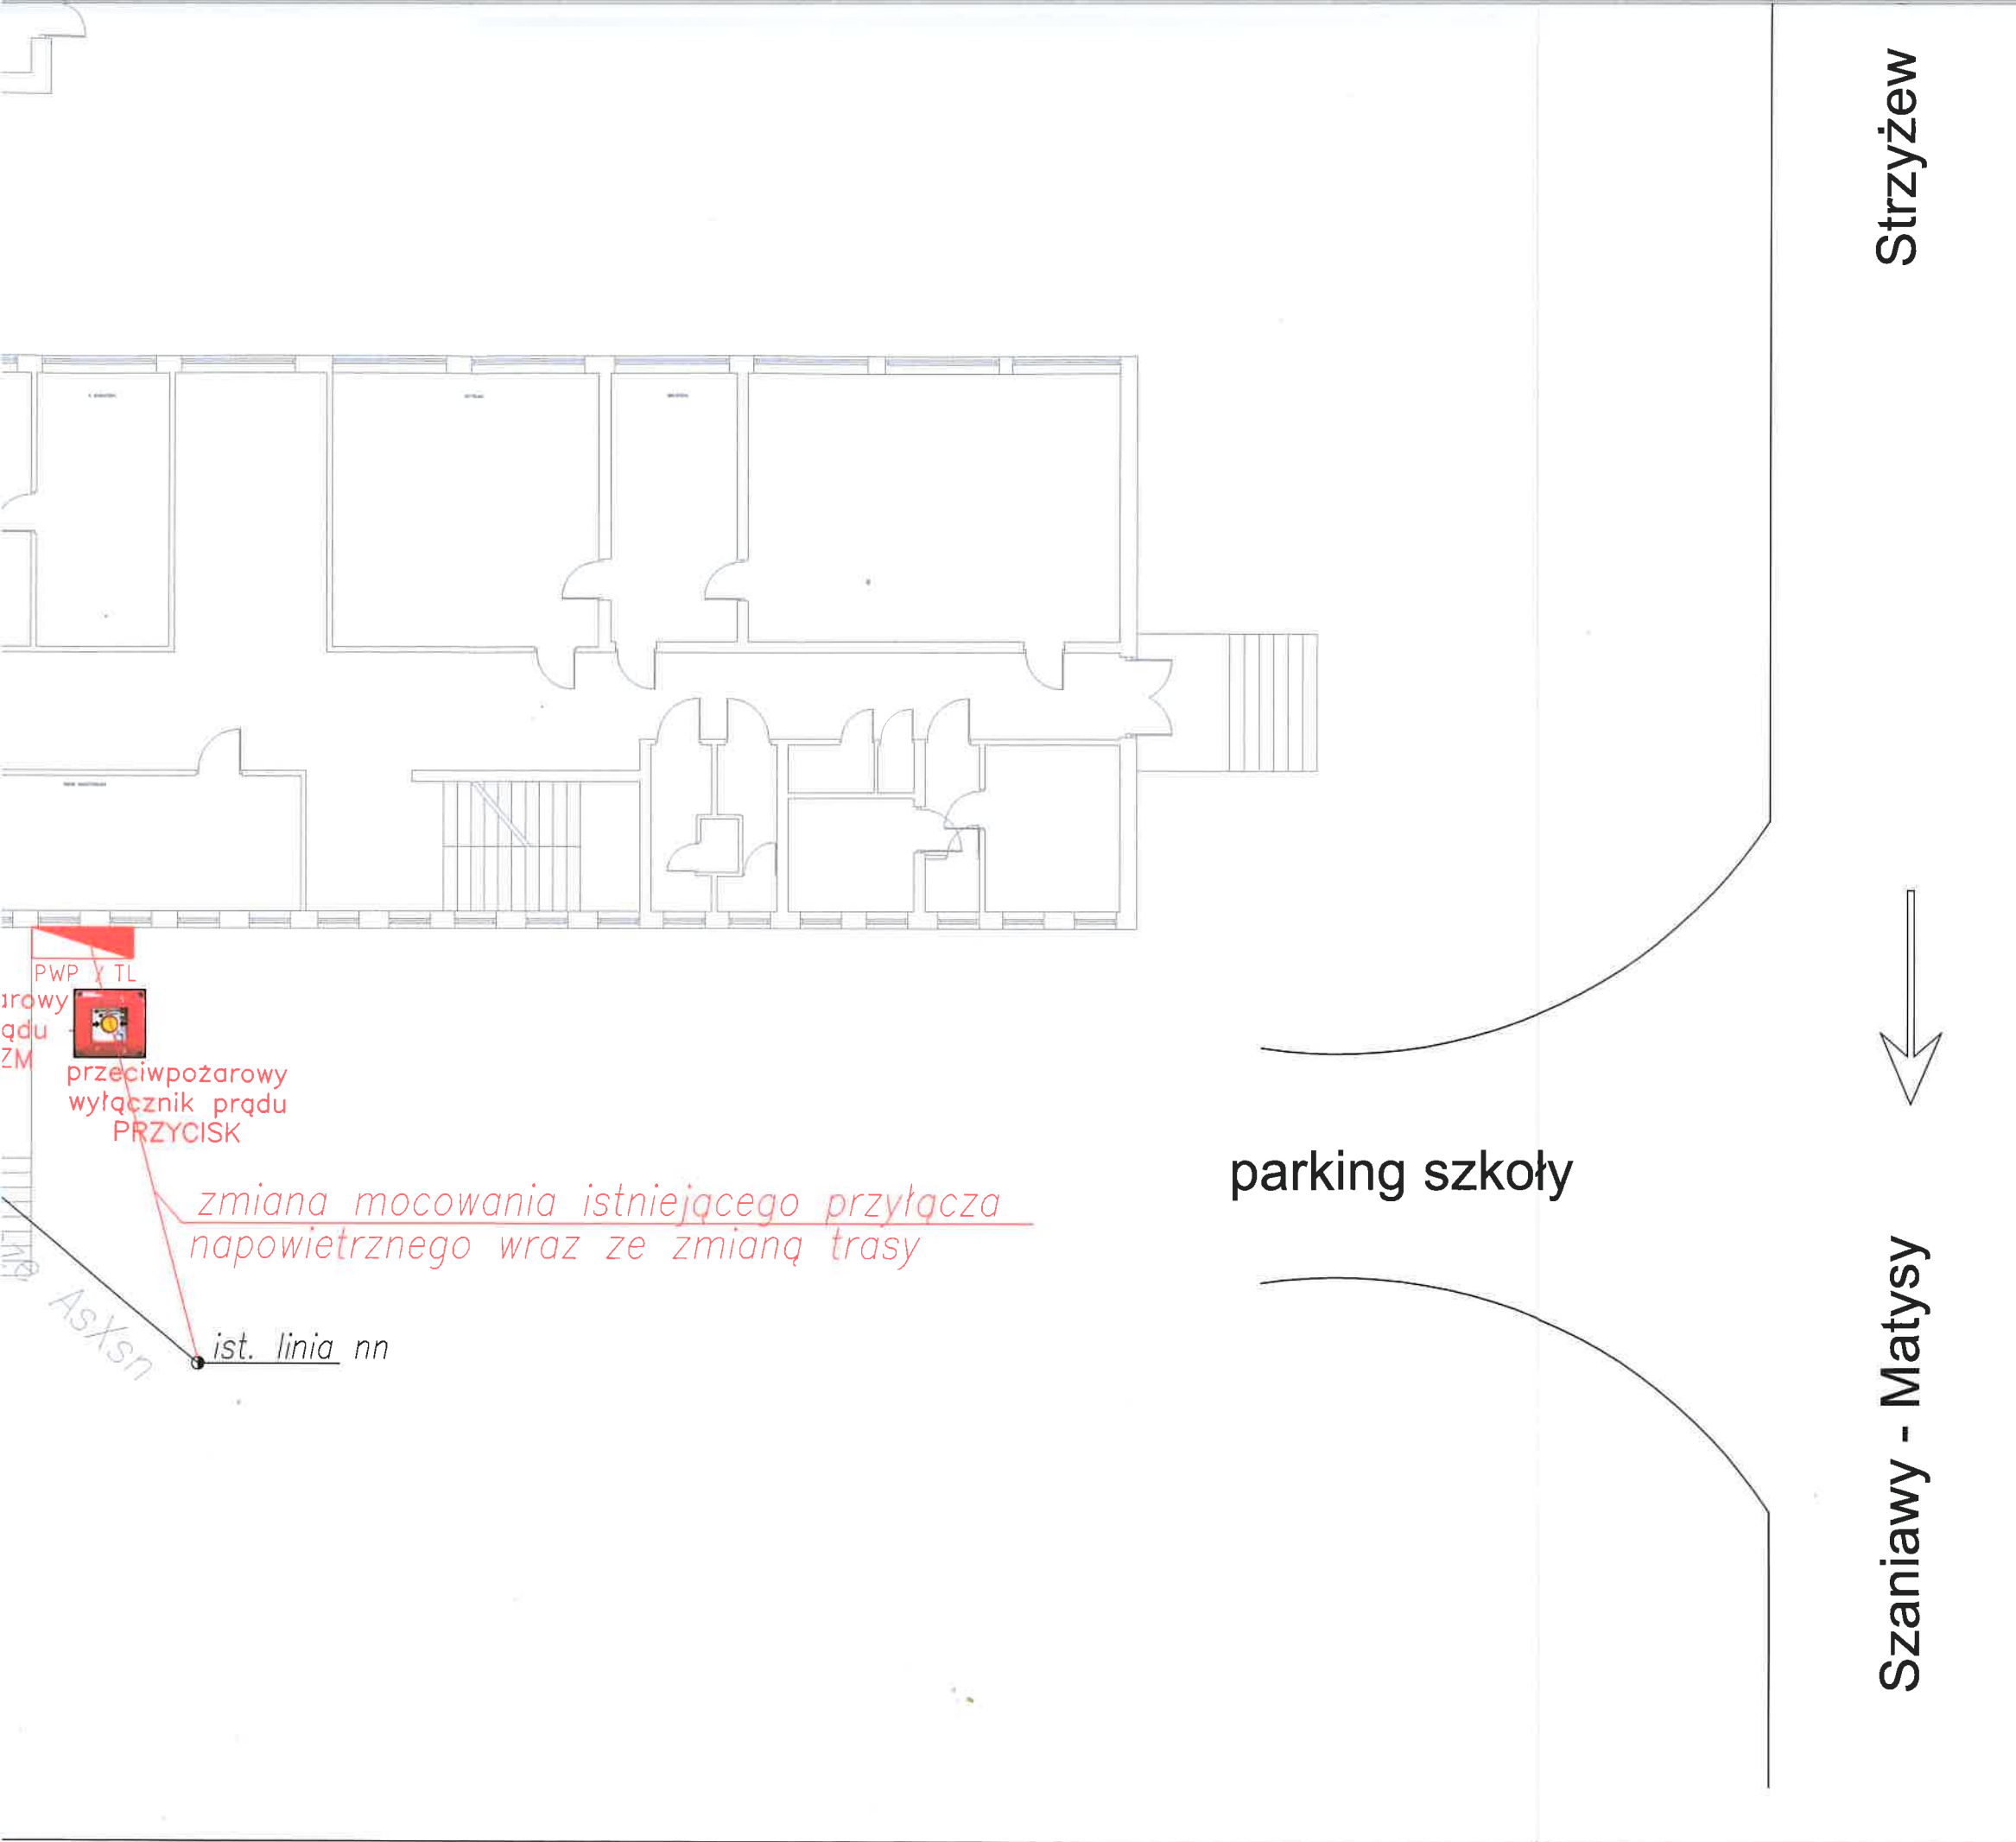 Strzyżew
PWP / TL
ądu
ZM
przeciwpożarowy
wyłącznik prądu
PRZYCISK
zmiana mocowania istniejącego przyłącza
napowietrznego wraz ze zmianą trasy
parking szkoły
AsXsn
ist. linia nn
Szaniawy - Matysy